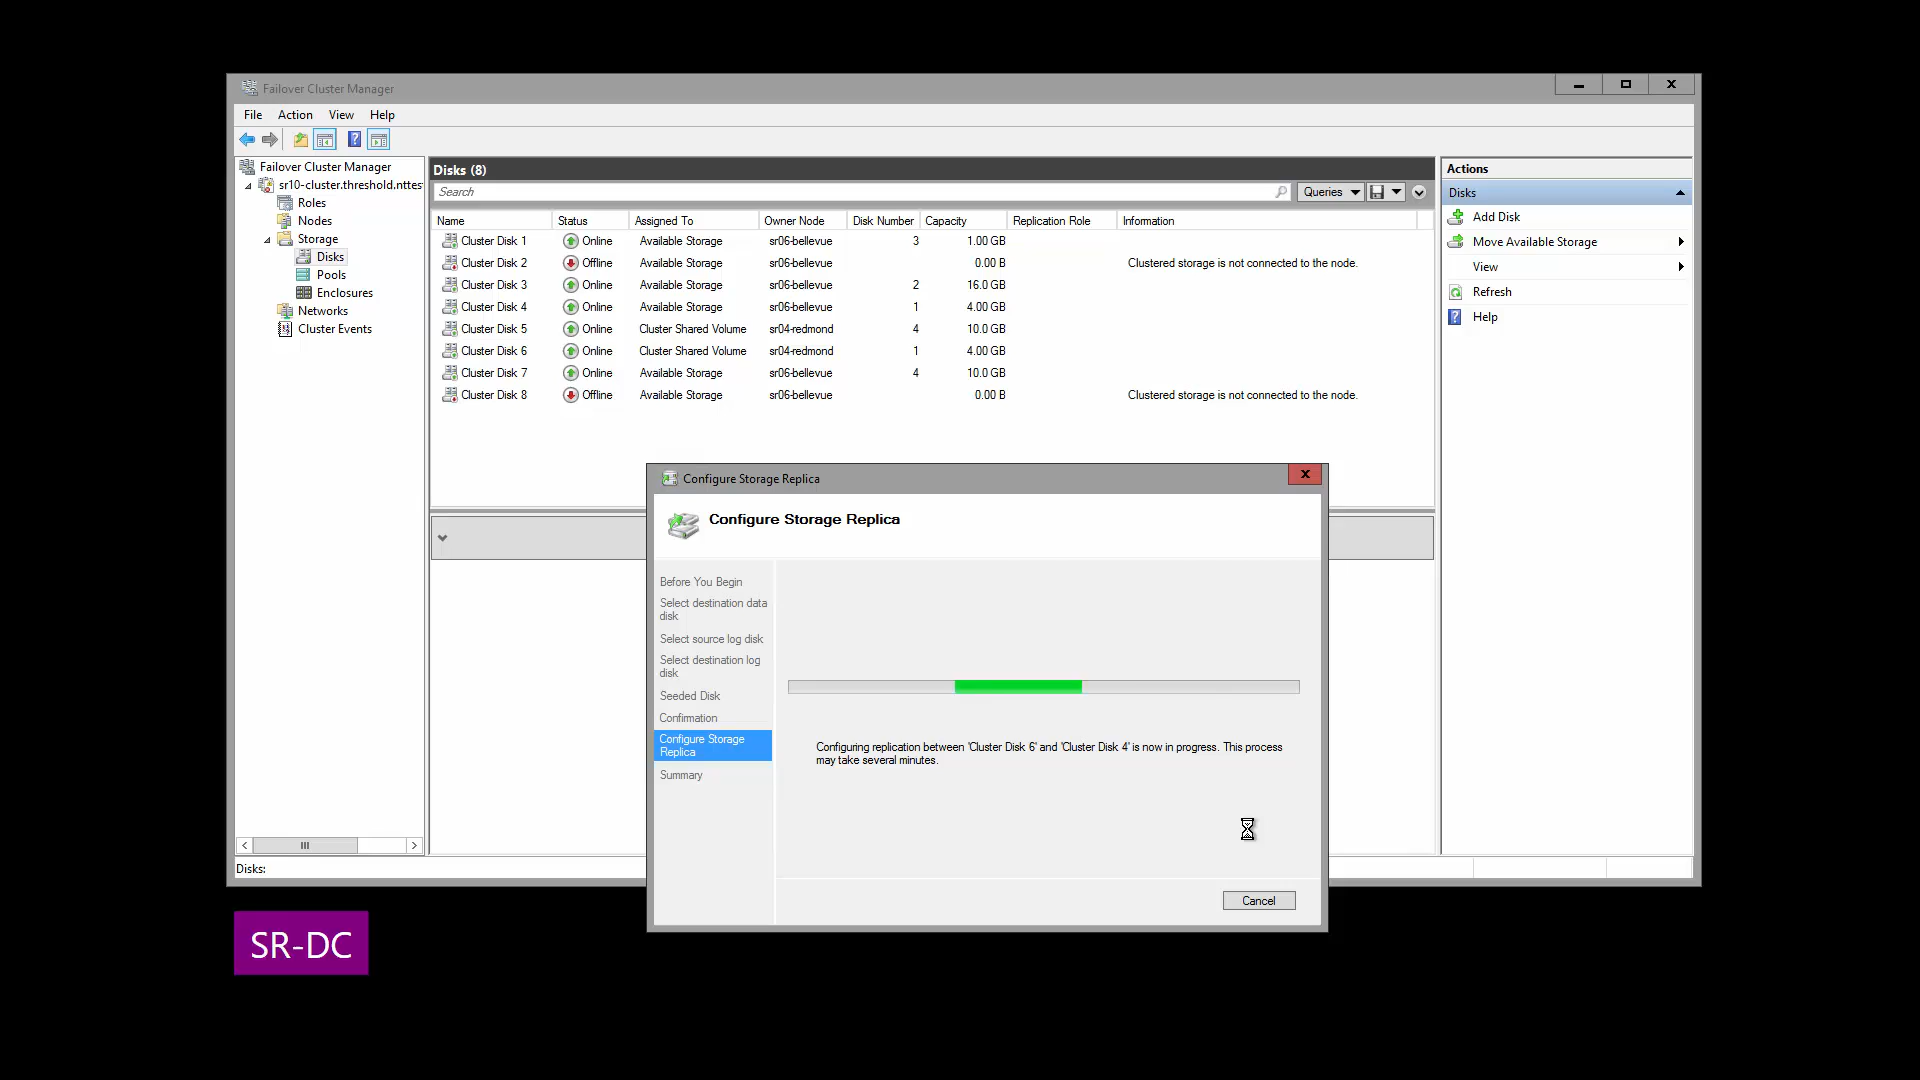 Failover Cluster Manager
File Action View Help
Failover Cluster Manager
sr10-cluster.threshold.nttes
Roles
Nodes
Storage
Disks
Pools
Enclosures
Networks
Cluster Events
Disks (8)
Search
Queries
Name Status Assigned To Owner Node Disk Number Capacity Replication Role Information
Cluster Disk 1 Online Available Storage sr06-bellevue 3 1.00 GB
Cluster Disk 2 Offline Available Storage sr06-bellevue 0.00 B Clustered storage is not connected to the node.
Cluster Disk 3 Online Available Storage sr06-bellevue 2 16.0 GB
Cluster Disk 4 Online Available Storage sr06-bellevue 1 4.00 GB
Cluster Disk 5 Online Cluster Shared Volume sr04-redmond 4 10.0 GB
Cluster Disk 6 Online Cluster Shared Volume sr04-redmond 1 4.00 GB
Cluster Disk 7 Online Available Storage sr06-bellevue 4 10.0 GB
Cluster Disk 8 Offline Available Storage sr06-bellevue 0.00 B Clustered storage is not connected to the node.
Actions
Disks
Add Disk
Move Available Storage
View
Refresh
Help
Configure Storage Replica
Configure Storage Replica
Before You Begin
Select destination data
disk
Select source log disk
Select destination log
disk
Seeded Disk
Confirmation
Configure Storage
Replica
Summary
Configuring replication between 'Cluster Disk 6' and 'Cluster Disk 4' is now in progress. This process
may take several minutes.
Cancel
Disks:
SR-DC